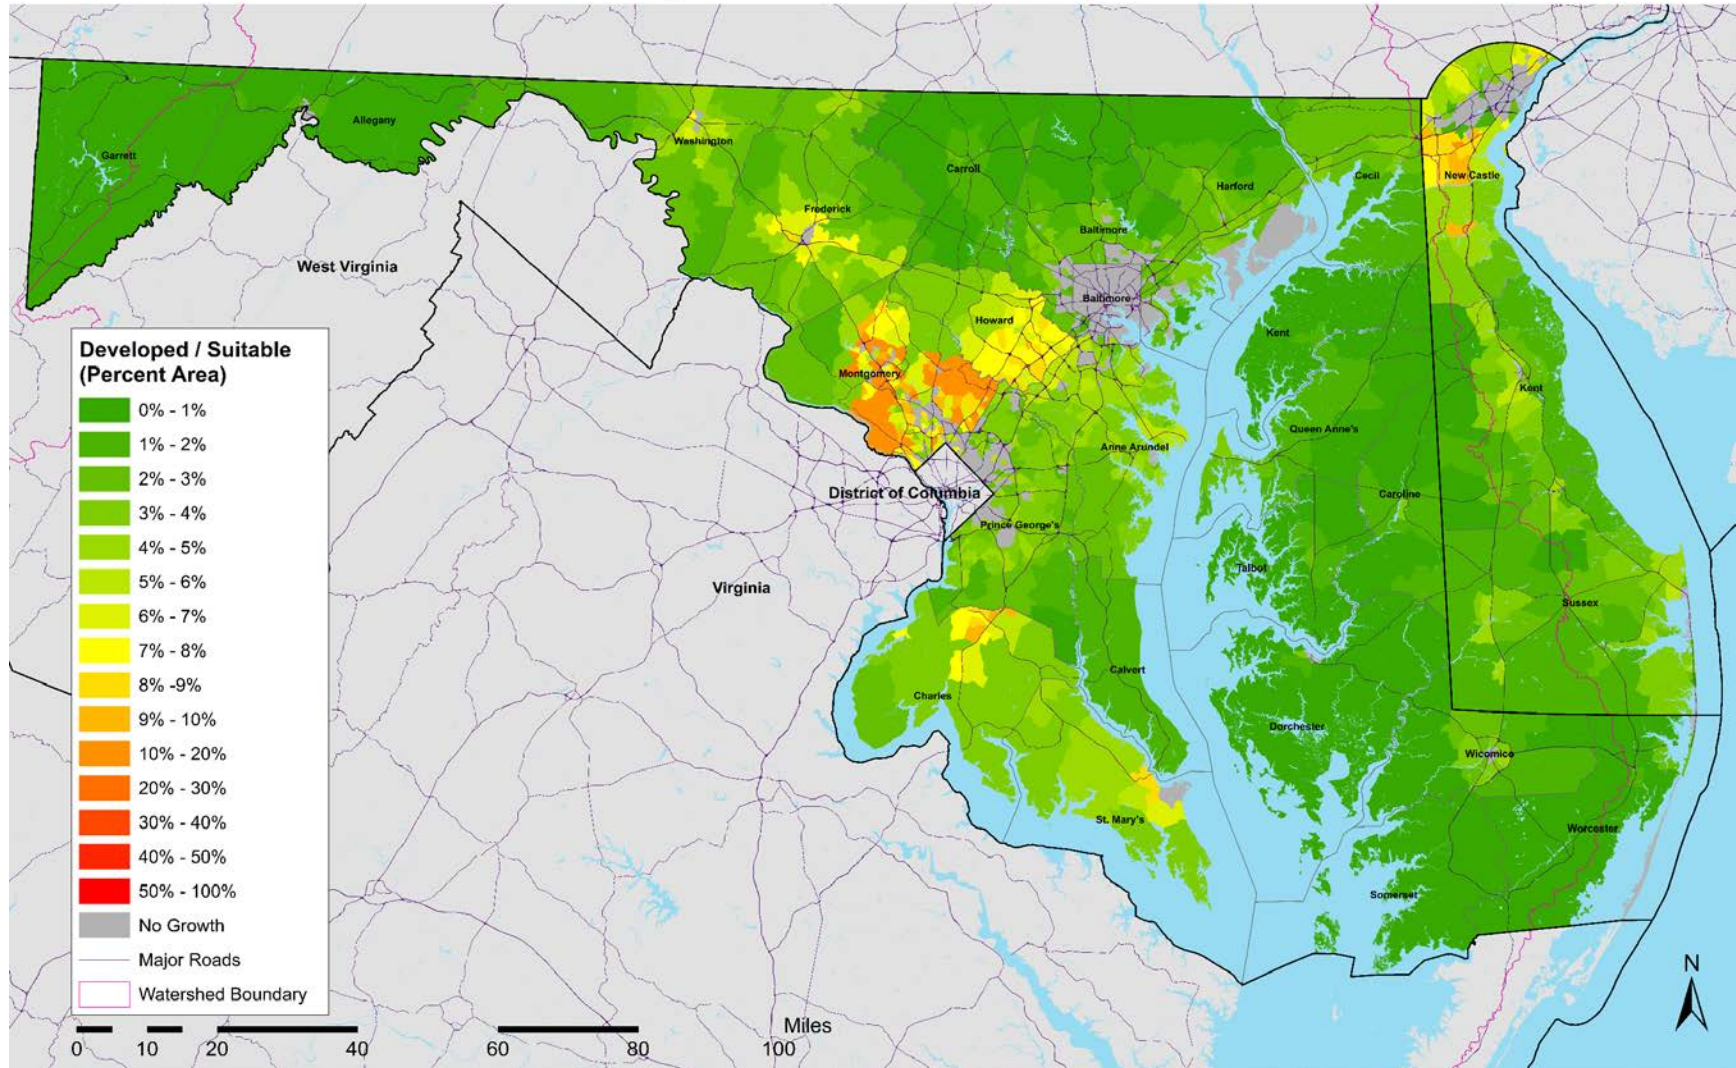 Garrett
Allegany
Washington
Frederick
Carroll
Baltimore
Harford
Cecil
New Castle
West Virginia
Baltimore
Howard
Montgomery
Kent
Kent
Queen Anne's
Anne Arundel
District of Columbia
Prince George's
Caroline
Talbot
Virginia
Sussex
Calvert
Charles
Dorchester
Wicomico
St. Mary's
Worcester
Somerset
Developed / Suitable
(Percent Area)
0% - 1%
1% - 2%
2% - 3%
3% - 4%
4% - 5%
5% - 6%
6% - 7%
7% - 8%
8% -9%
9% - 10%
10% - 20%
20% - 30%
30% - 40%
40% - 50%
50% - 100%
No Growth
Major Roads
Watershed Boundary
Miles
0 10 20 40 60 80 100
N